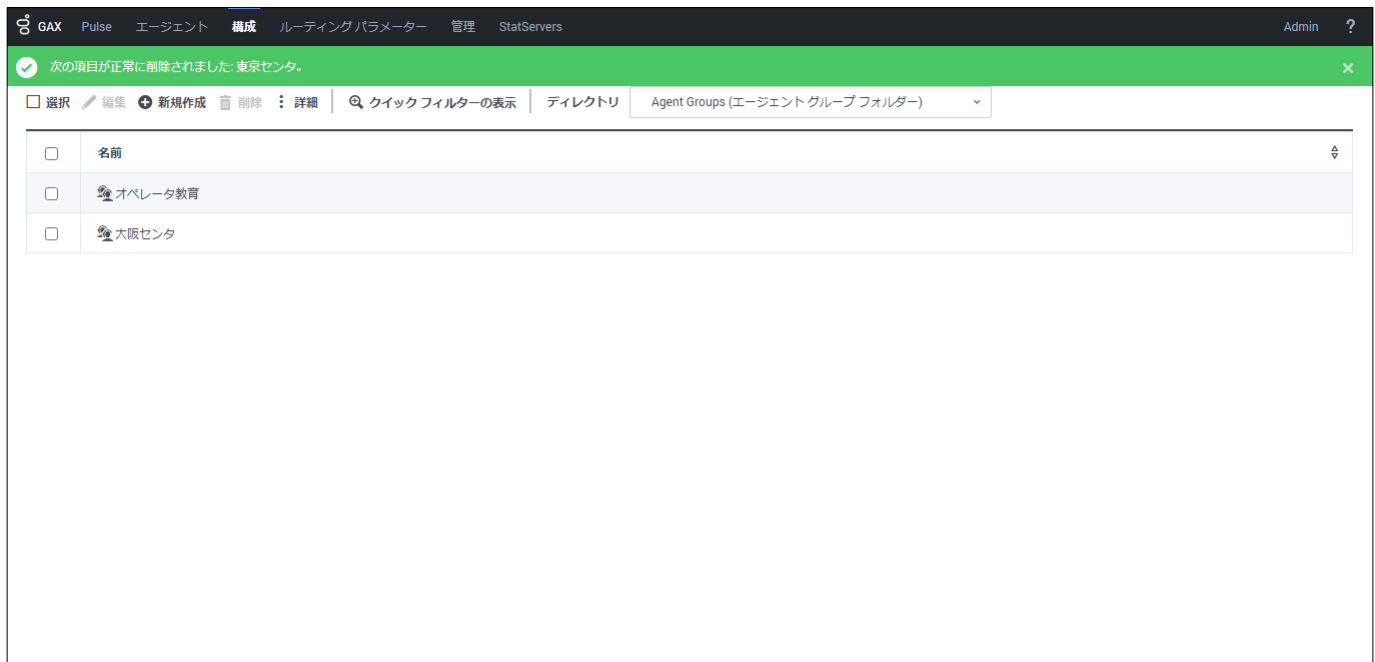 GAX Pulse エージェント 構成 ルーティング パラメーター 管理 StatServers Admin ?
次の項目が正常に削除されました: 東京センタ。 ×
選択 編集 新規作成 削除 詳細 クイック フィルターの表示 ディレクトリ Agent Groups (エージェント グループ フォルダー)
名前
オペレータ教育
大阪センタ